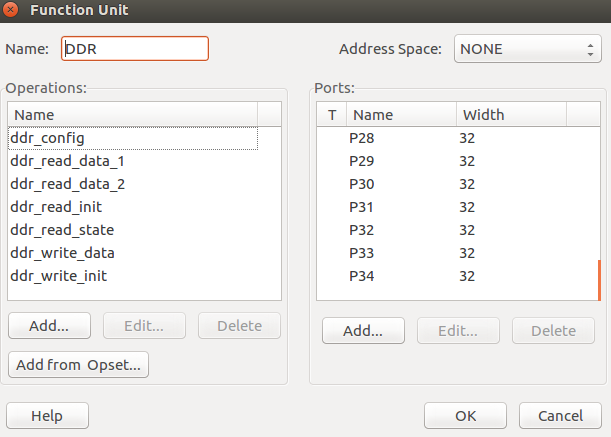 Function Unit
Name: DDR Address Space: NONE
Operations: Ports:
Name T Name Width
ddr_config P28 32
ddr_read_data_1 P29 32
ddr_read_data_2 P30 32
ddr_read_init P31 32
ddr_read_state P32 32
ddr_write_data P33 32
ddr_write_init P34 32
Add... Edit... Delete Add... Edit... Delete
Add from Opset...
Help OK Cancel